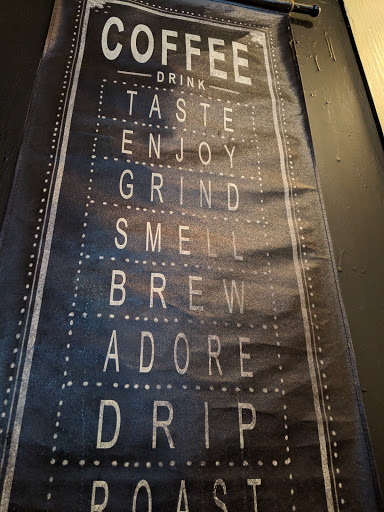 COFFEE
DRINK
TASTE
ENJOY
GRIND
SMELL
BREW
ADORE
DRIP
ROAST